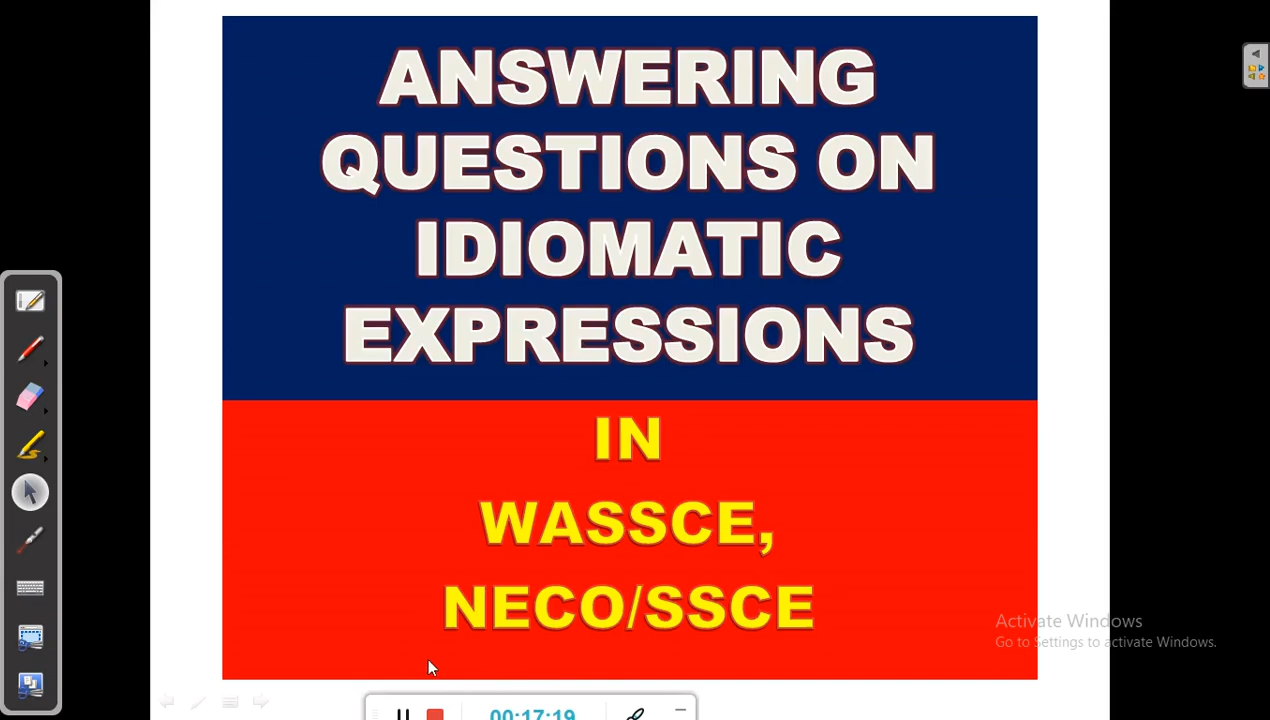 ANSWERING
QUESTIONS ON
IDIOMATIC
EXPRESSIONS
IN
WASSCE,
NECO/SSCE
Activate Windows
Go to Settings to activate Windows.
00:17:19